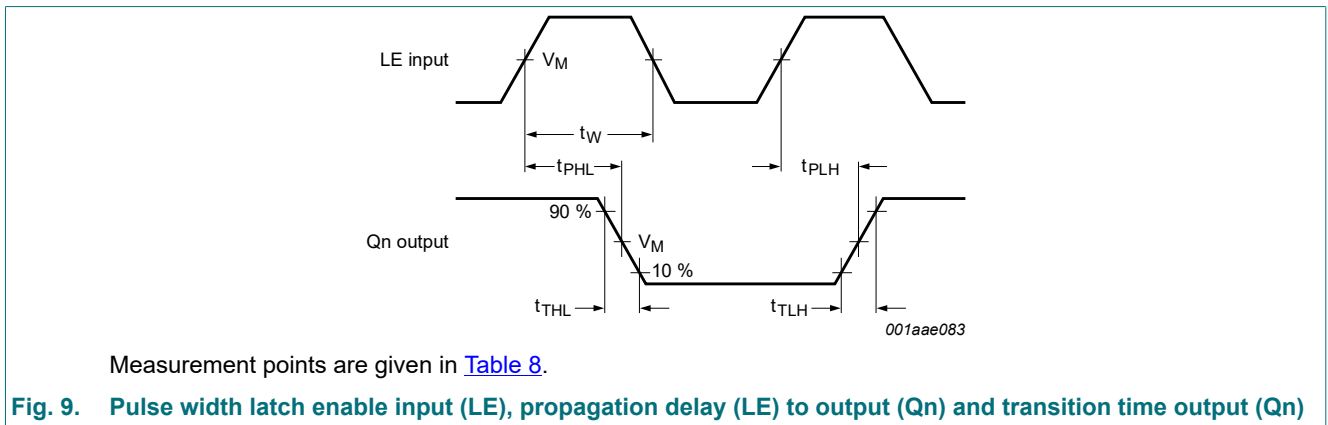 LE input
VM
tW
tPHL
tPLH
90 %
Qn output
VM
10 %
tTHL
tTLH
001aae083
Measurement points are given in Table 8.
Fig. 9. Pulse width latch enable input (LE), propagation delay (LE) to output (Qn) and transition time output (Qn)